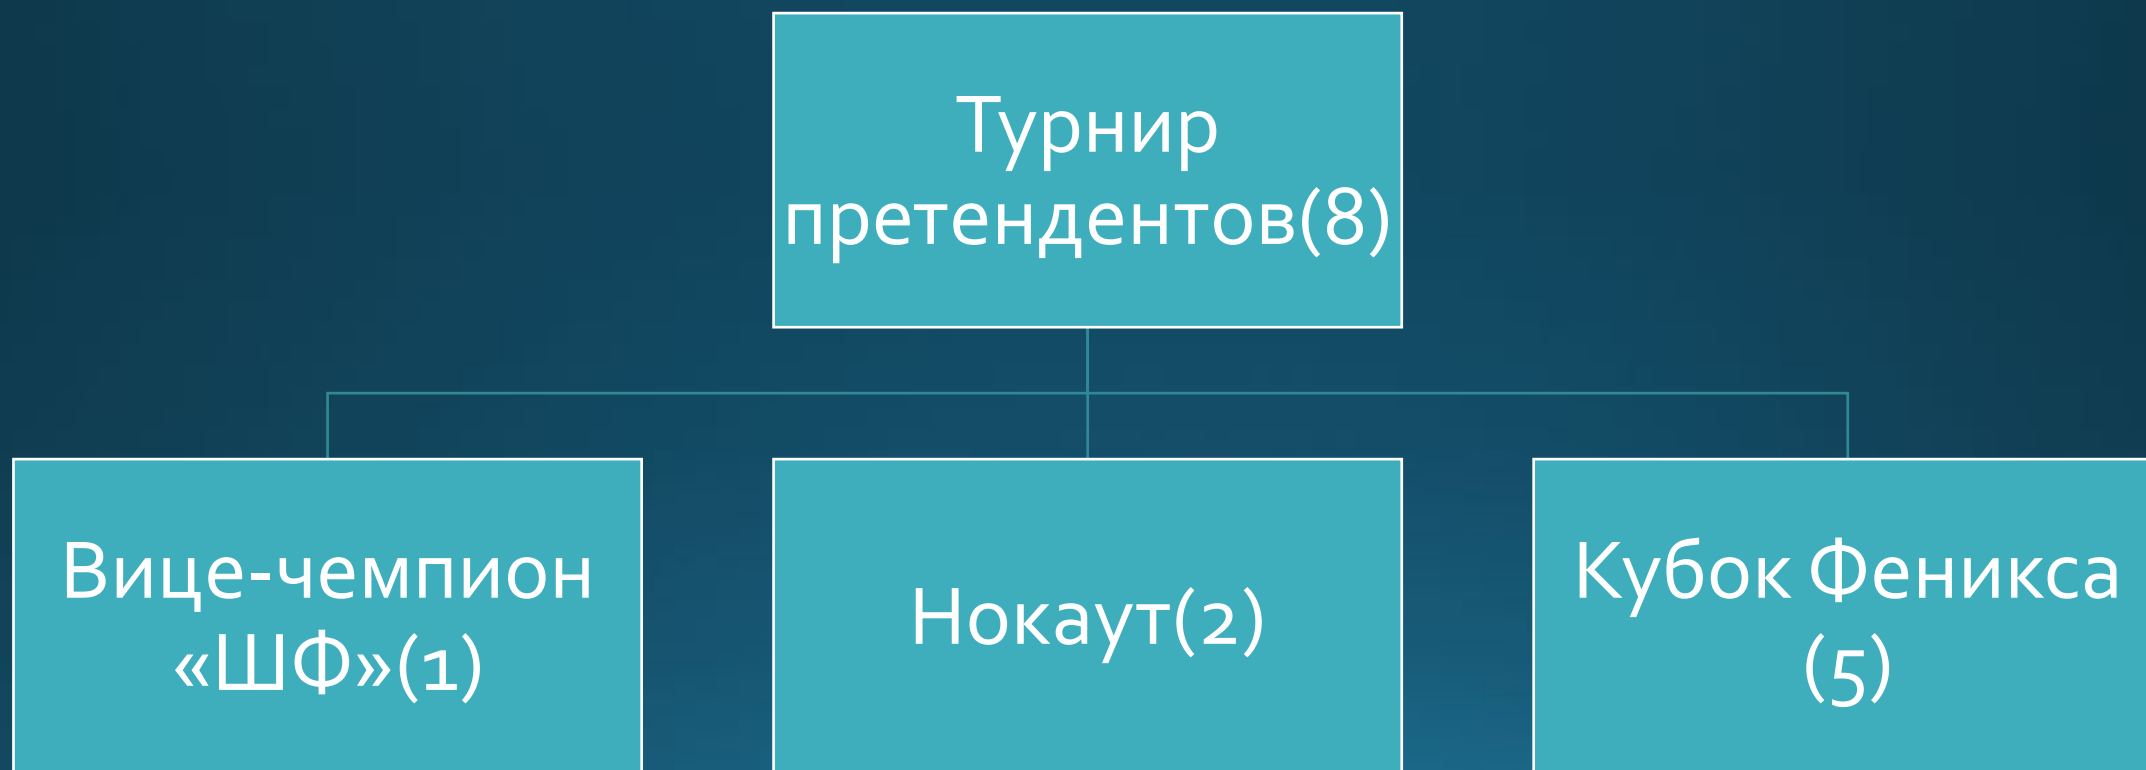 Турнир
претендентов(8)
Вице-чемпион
«ШФ»(1)
Нокаут(2)
Кубок Феникса
(5)